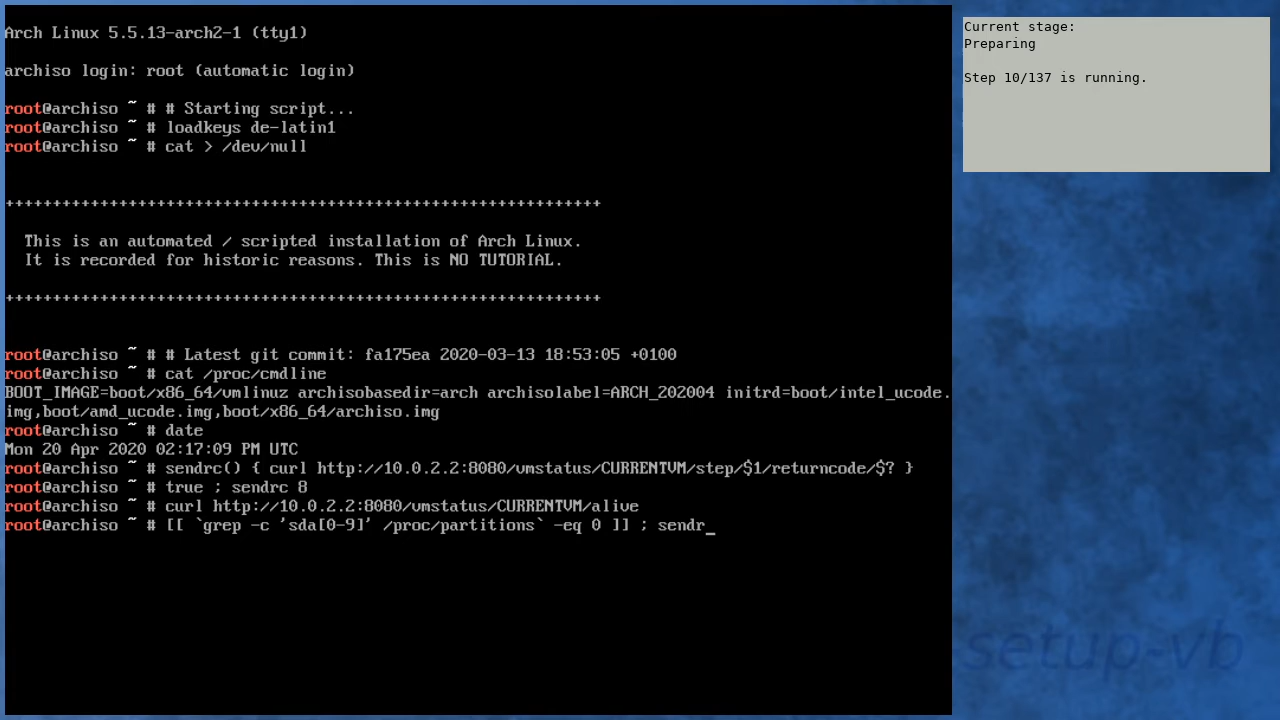 Arch Linux 5.5.13-arch2-1 (tty1)
archiso login: root (automatic login)
root@archiso ~ # # Starting script...
root@archiso ~ # loadkeys de-latin1
root@archiso ~ # cat > /dev/null
+++++++++++++++++++++++++++++++++++++++++++++++++++++++++++++++
This is an automated / scripted installation of Arch Linux.
It is recorded for historic reasons. This is NO TUTORIAL.
+++++++++++++++++++++++++++++++++++++++++++++++++++++++++++++++
root@archiso ~ # # Latest git commit: fa175ea 2020-03-13 18:53:05 +0100
root@archiso ~ # cat /proc/cmdline
BOOT_IMAGE=boot/x86_64/vmlinuz archisobasedir=arch archisolabel=ARCH_202004 initrd=boot/intel_ucode.
img,boot/amd_ucode.img,boot/x86_64/archiso.img
root@archiso ~ # date
Mon 20 Apr 2020 02:17:09 PM UTC
root@archiso ~ # sendrc() { curl http://10.0.2.2:8080/vmstatus/CURRENTVM/step/$1/returncode/$? }
root@archiso ~ # true ; sendrc 8
root@archiso ~ # curl http://10.0.2.2:8080/vmstatus/CURRENTVM/alive
root@archiso ~ # [[ `grep -c 'sda[0-9]' /proc/partitions` -eq 0 ]] ; sendr_
Current stage:
Preparing
Step 10/137 is running.
setup-vb